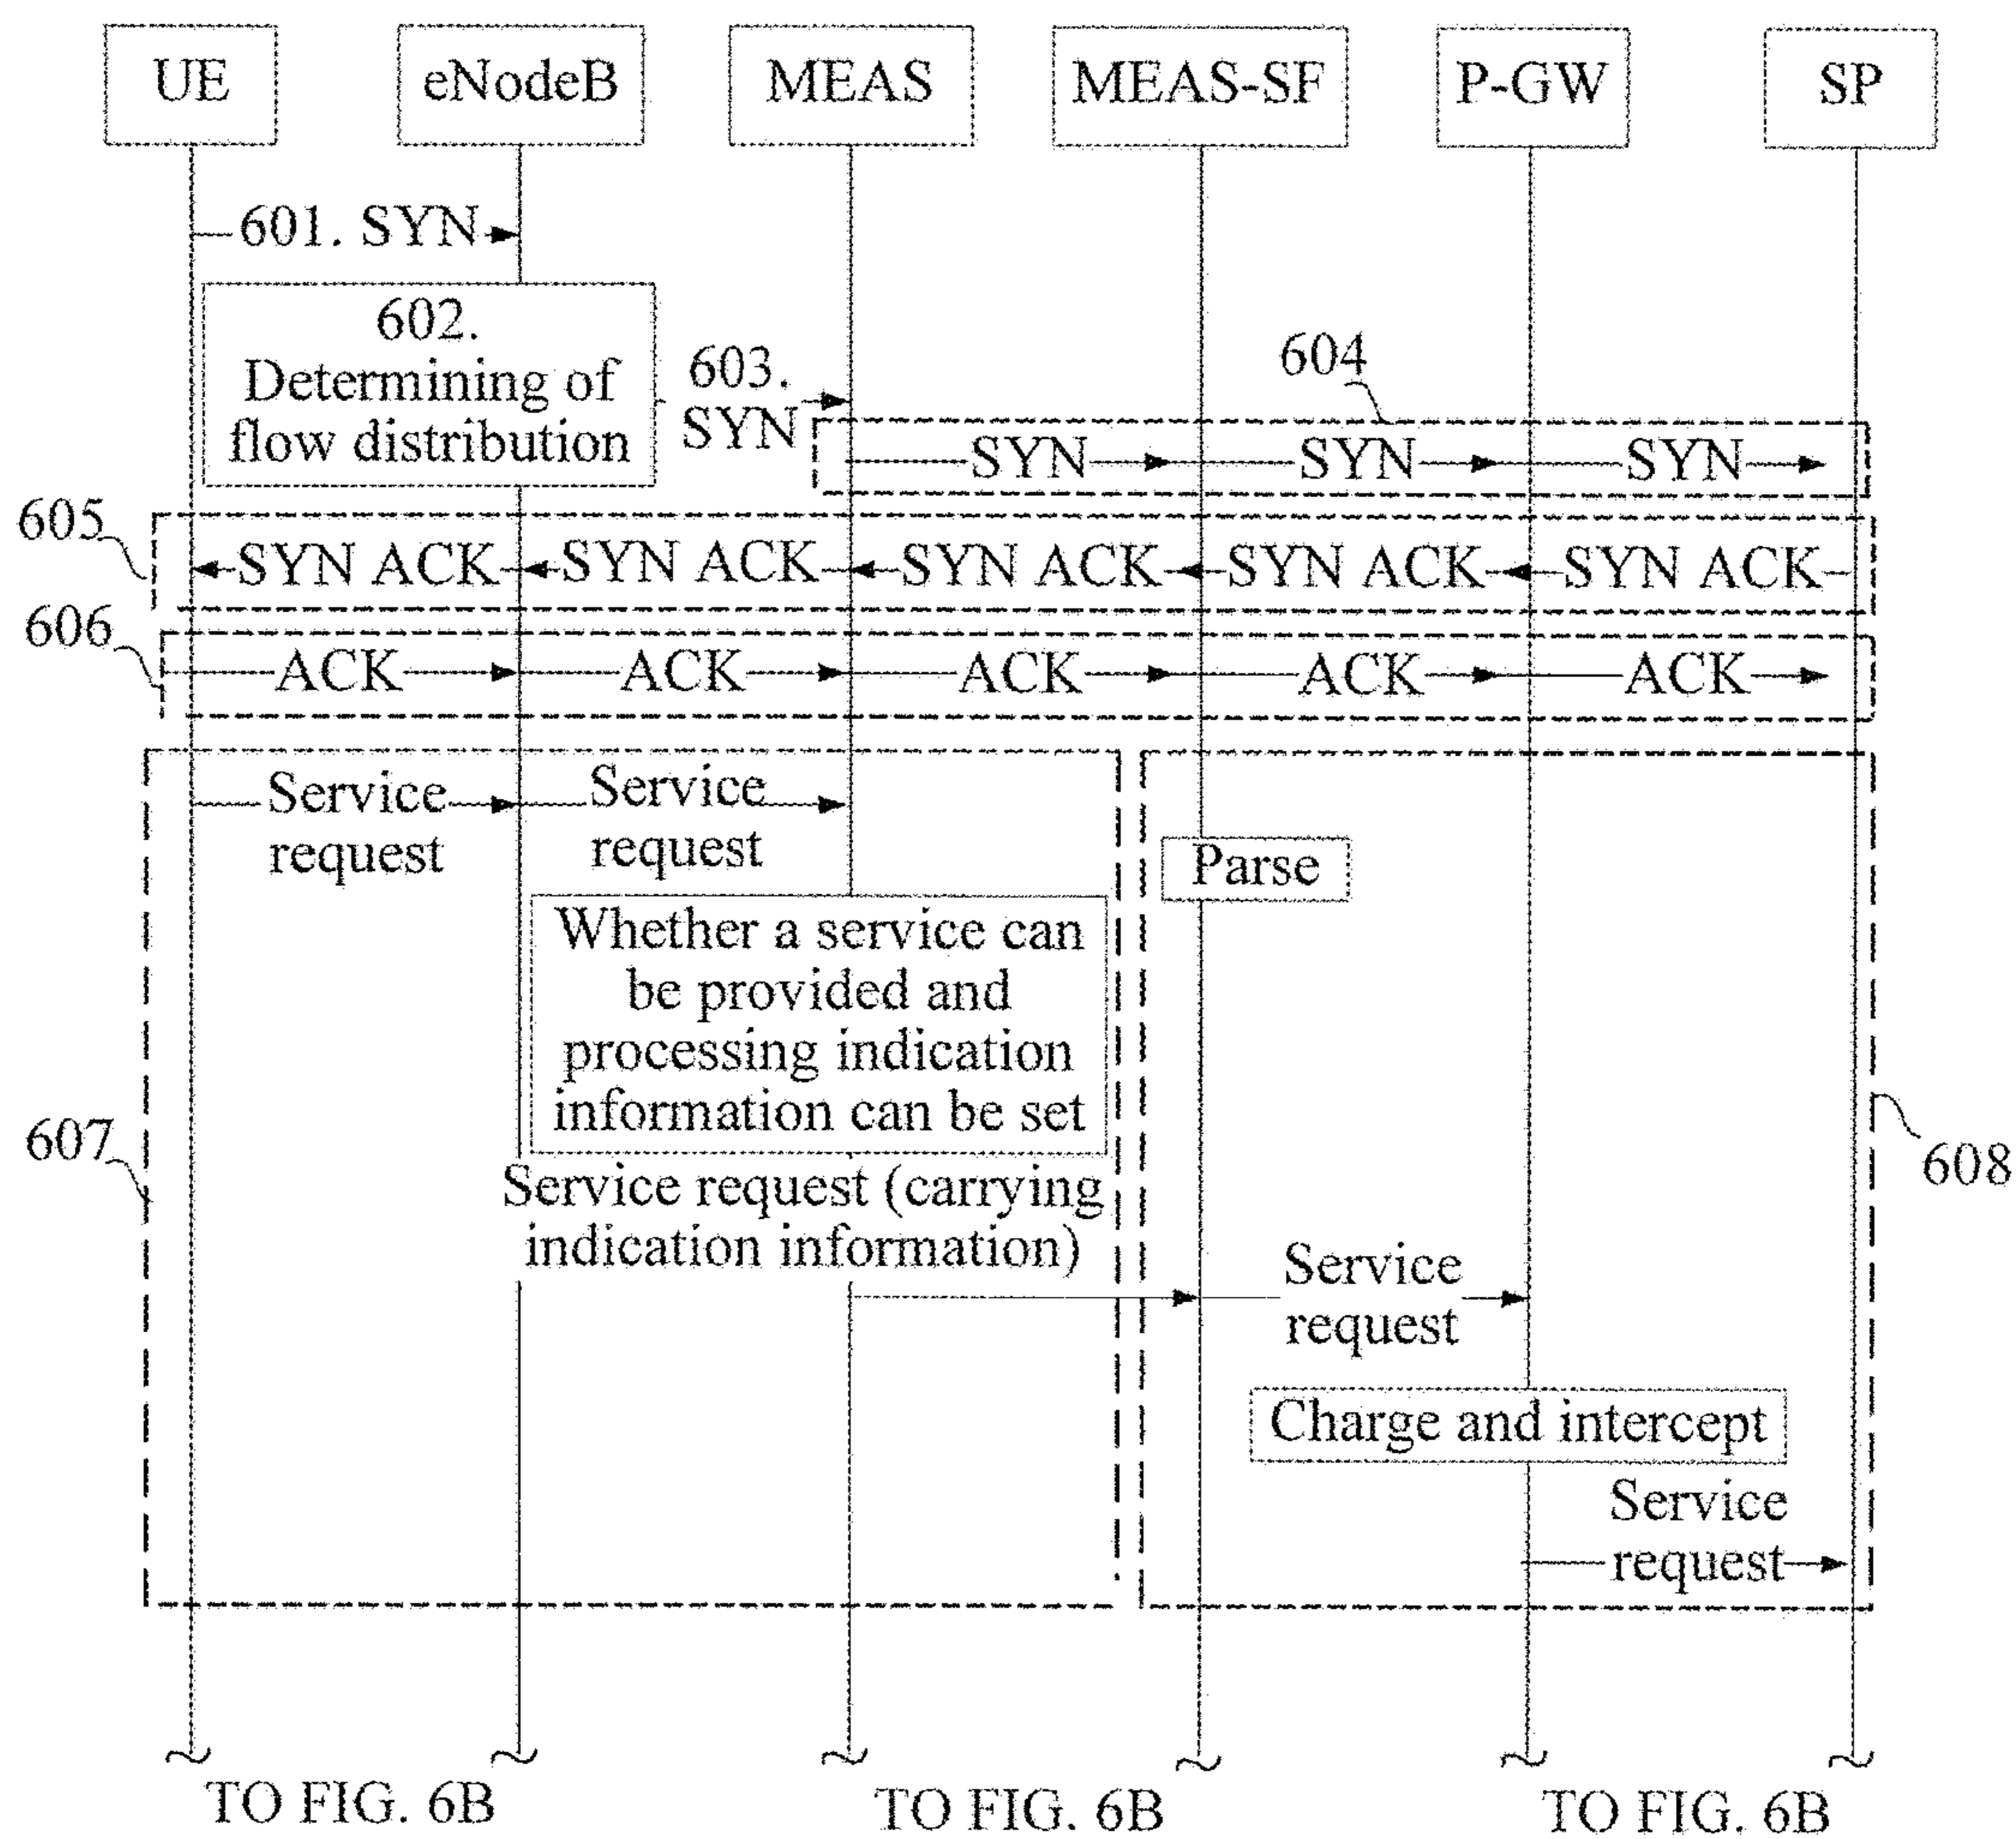 UE
eNodeB
MEAS
MEAS-SF
P-GW
SP
601. SYN
602.
Determining of
flow distribution
603.
SYN
604
SYN
SYN
SYN
605
SYN ACK
SYN ACK
SYN ACK
SYN ACK
SYN ACK
606
ACK
ACK
ACK
ACK
ACK
Service
request
Service
request
Parse
Whether a service can
be provided and
processing indication
information can be set
607
608
Service request (carrying
indication information)
Service
request
Charge and intercept
Service
request
TO FIG. 6B
TO FIG. 6B
TO FIG. 6B